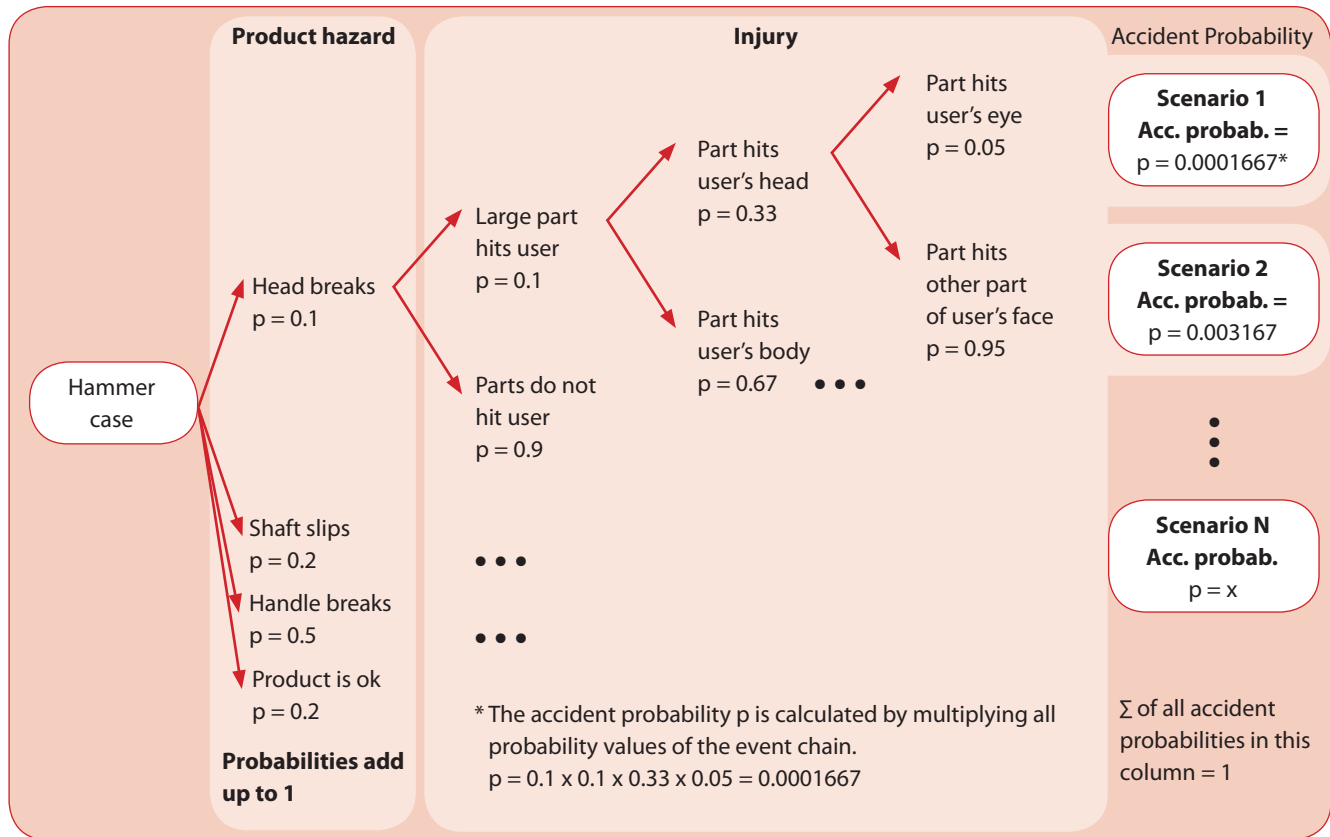 Product hazard
Injury
Accident Probability
Hammer
case
Head breaks
p = 0.1
Shaft slips
p = 0.2
Handle breaks
p = 0.5
Product is ok
p = 0.2
Probabilities add
up to 1
Large part
hits user
p = 0.1
Parts do not
hit user
p = 0.9
Part hits
user’s head
p = 0.33
Part hits
user’s body
p = 0.67
Part hits
user’s eye
p = 0.05
Part hits
other part
of user’s face
p = 0.95
* The accident probability p is calculated by multiplying all
probability values of the event chain.
p = 0.1 x 0.1 x 0.33 x 0.05 = 0.0001667
Scenario 1
Acc. probab. =
p = 0.0001667*
Scenario 2
Acc. probab. =
p = 0.003167
Scenario N
Acc. probab.
p = x
Σ of all accident
probabilities in this
column = 1